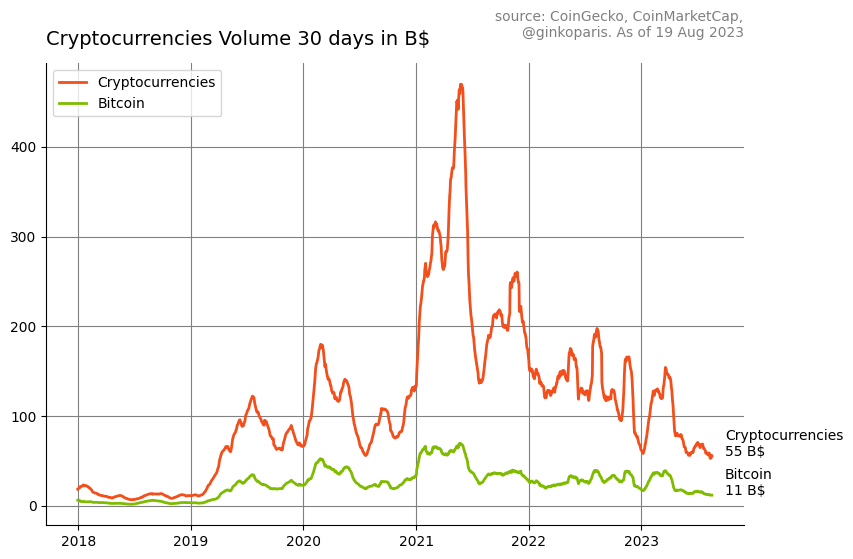 source: CoinGecko, CoinMarketCap,
@ginkoparis. As of 19 Aug 2023
Cryptocurrencies Volume 30 days in B$
Cryptocurrencies
Bitcoin
400
300
200
100
0
Cryptocurrencies
55 B$
Bitcoin
11 B$
2018 2019 2020 2021 2022 2023